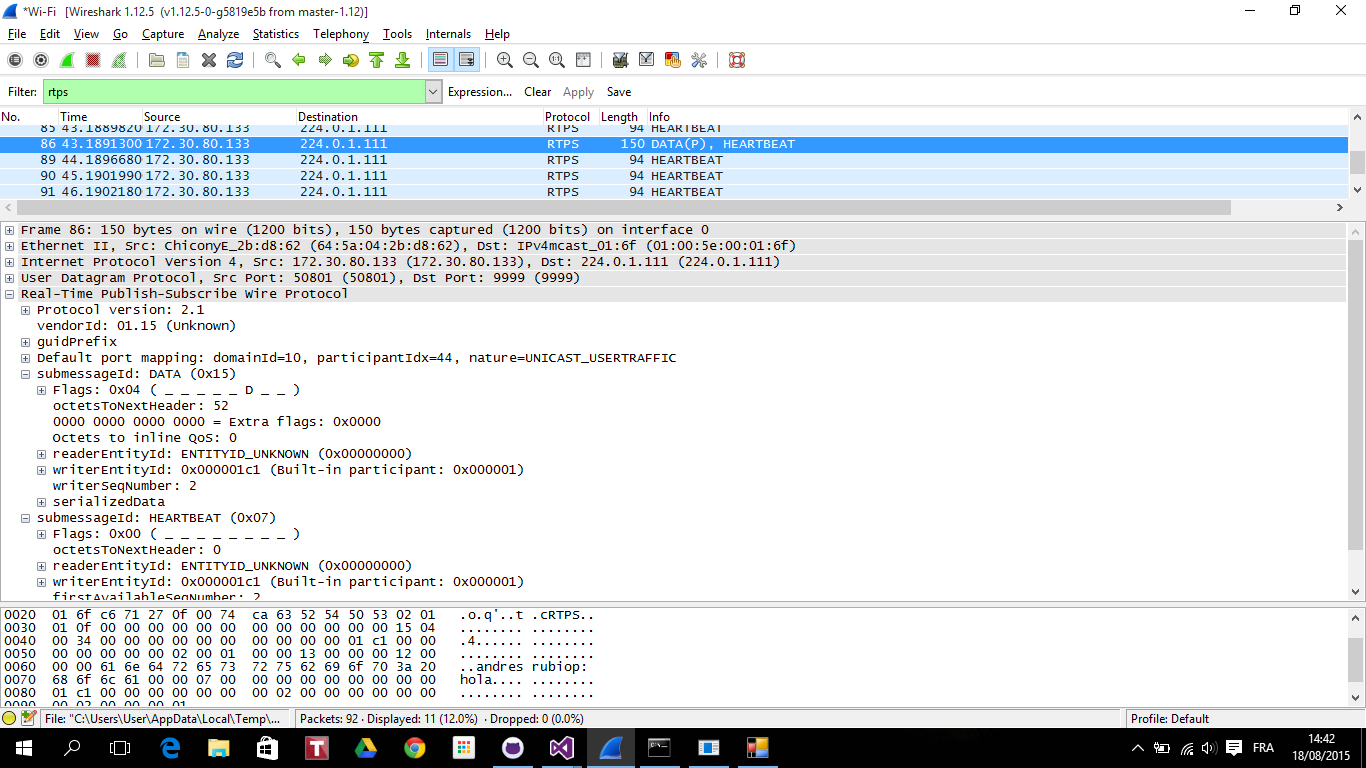 *Wi-Fi [Wireshark 1.12.5 (v1.12.5-0-g5819e5b from master-1.12)]
File Edit View Go Capture Analyze Statistics Telephony Tools Internals Help
Filter: rtps Expression... Clear Apply Save
No. Time Source Destination Protocol Length Info
85 43.1889820 172.30.80.133 224.0.1.111 RTPS 94 HEARTBEAT
86 43.1891300 172.30.80.133 224.0.1.111 RTPS 150 DATA(P), HEARTBEAT
89 44.1896680 172.30.80.133 224.0.1.111 RTPS 94 HEARTBEAT
90 45.1901990 172.30.80.133 224.0.1.111 RTPS 94 HEARTBEAT
91 46.1902180 172.30.80.133 224.0.1.111 RTPS 94 HEARTBEAT
Frame 86: 150 bytes on wire (1200 bits), 150 bytes captured (1200 bits) on interface 0
Ethernet II, Src: ChiconyE_2b:d8:62 (64:5a:04:2b:d8:62), Dst: IPv4mcast_01:6f (01:00:5e:00:01:6f)
Internet Protocol Version 4, Src: 172.30.80.133 (172.30.80.133), Dst: 224.0.1.111 (224.0.1.111)
User Datagram Protocol, Src Port: 50801 (50801), Dst Port: 9999 (9999)
Real-Time Publish-Subscribe Wire Protocol
Protocol version: 2.1
vendorId: 01.15 (Unknown)
guidPrefix
Default port mapping: domainId=10, participantIdx=44, nature=UNICAST_USERTRAFFIC
submessageId: DATA (0x15)
Flags: 0x04 ( _ _ _ _ _ D _ _ )
octetsToNextHeader: 52
0000 0000 0000 0000 = Extra flags: 0x0000
Octets to inline QoS: 0
readerEntityId: ENTITYID_UNKNOWN (0x00000000)
writerEntityId: 0x000001c1 (Built-in participant: 0x000001)
writerSeqNumber: 2
serializedData
submessageId: HEARTBEAT (0x07)
Flags: 0x00 ( _ _ _ _ _ _ _ _ )
octetsToNextHeader: 0
readerEntityId: ENTITYID_UNKNOWN (0x00000000)
writerEntityId: 0x000001c1 (Built-in participant: 0x000001)
firstAvailableSeqNumber: 2
0020 01 6f c6 71 27 0f 00 74 ca 63 52 54 50 53 02 01 .o.q'..t .cRTPS..
0030 01 0f 00 00 00 00 00 00 00 00 00 00 00 00 15 04 ........ ........
0040 00 34 00 00 00 00 00 00 00 00 00 00 01 c1 00 00 .4...... ........
0050 00 00 00 00 00 02 00 01 00 00 13 00 00 00 12 00 ........ ........
0060 00 00 61 6e 64 72 65 73 72 75 62 69 6f 70 3a 20 ..andres rubiop:
0070 68 6f 6c 61 00 00 07 00 00 00 00 00 00 00 00 00 hola.... ........
0080 01 c1 00 00 00 00 00 00 00 02 00 00 00 00 00 00 ........ ........
0090 00 02 00 00 00 01
File: "C:\Users\User\AppData\Local\Temp\... Packets: 92 · Displayed: 11 (12.0%) · Dropped: 0 (0.0%) Profile: Default
FRA 14:42
18/08/2015